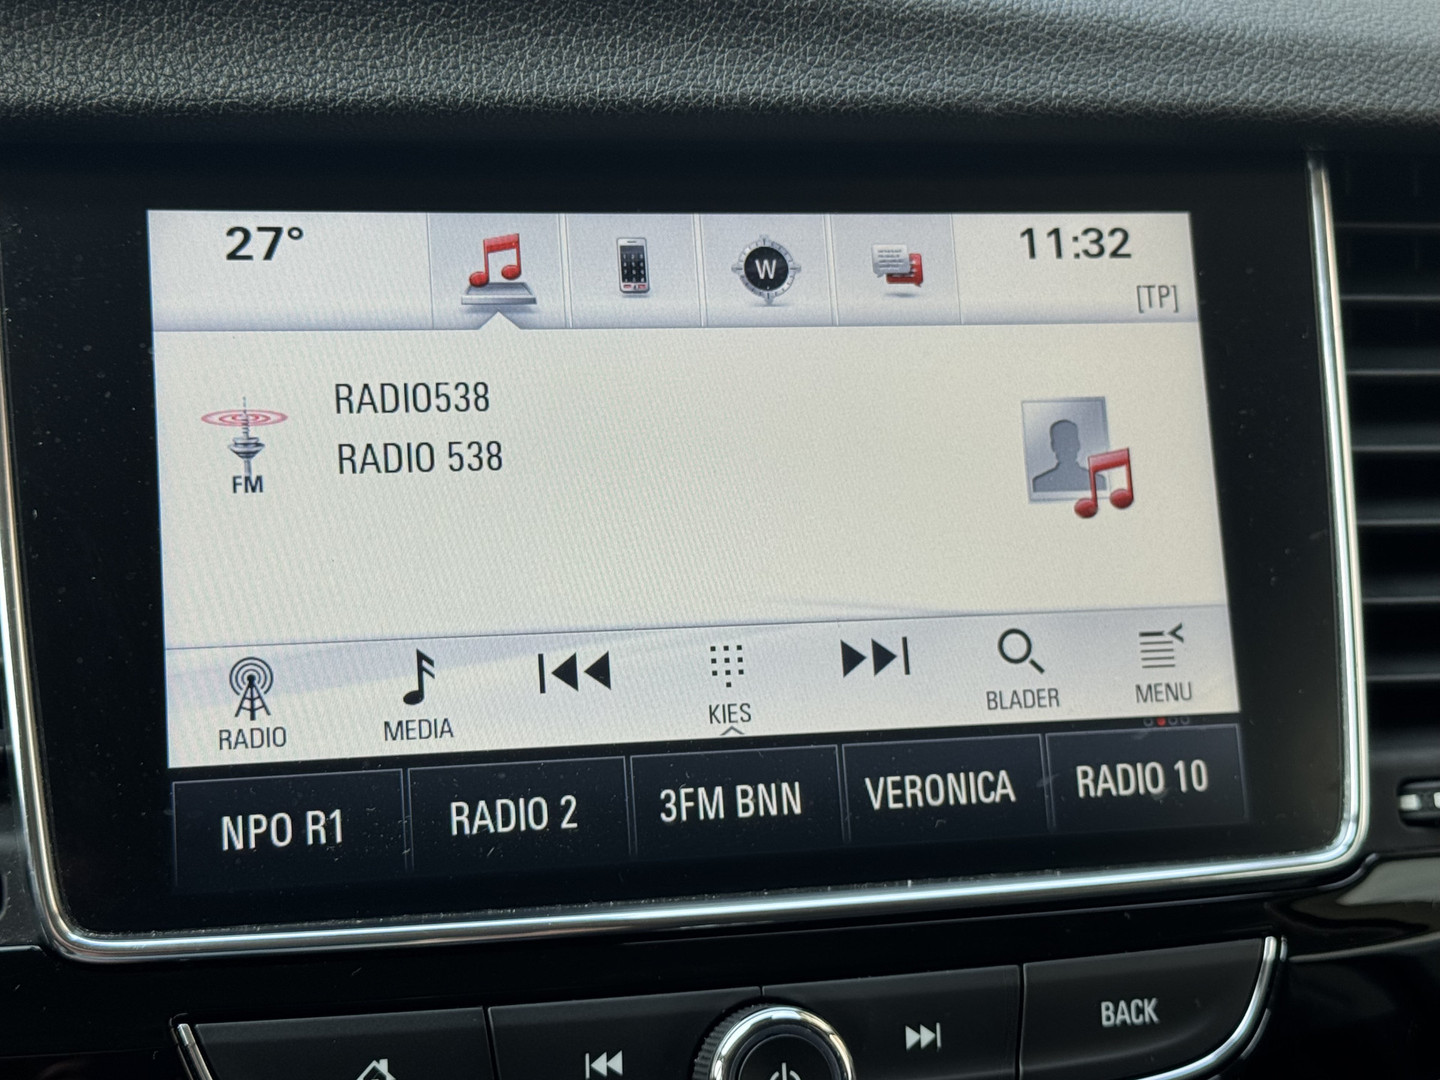 27°
W
11:32
[TP]
RADIO538
RADIO 538
FM
RADIO
MEDIA
KIES
BLADER
MENU
NPO R1
RADIO 2
3FM BNN
VERONICA
RADIO 10
BACK